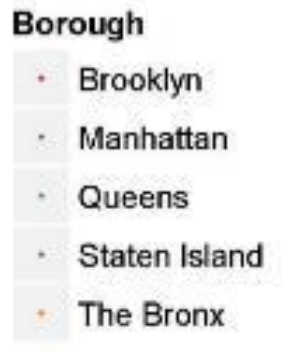 Borough
Brooklyn
Manhattan
Queens
Staten Island
The Bronx